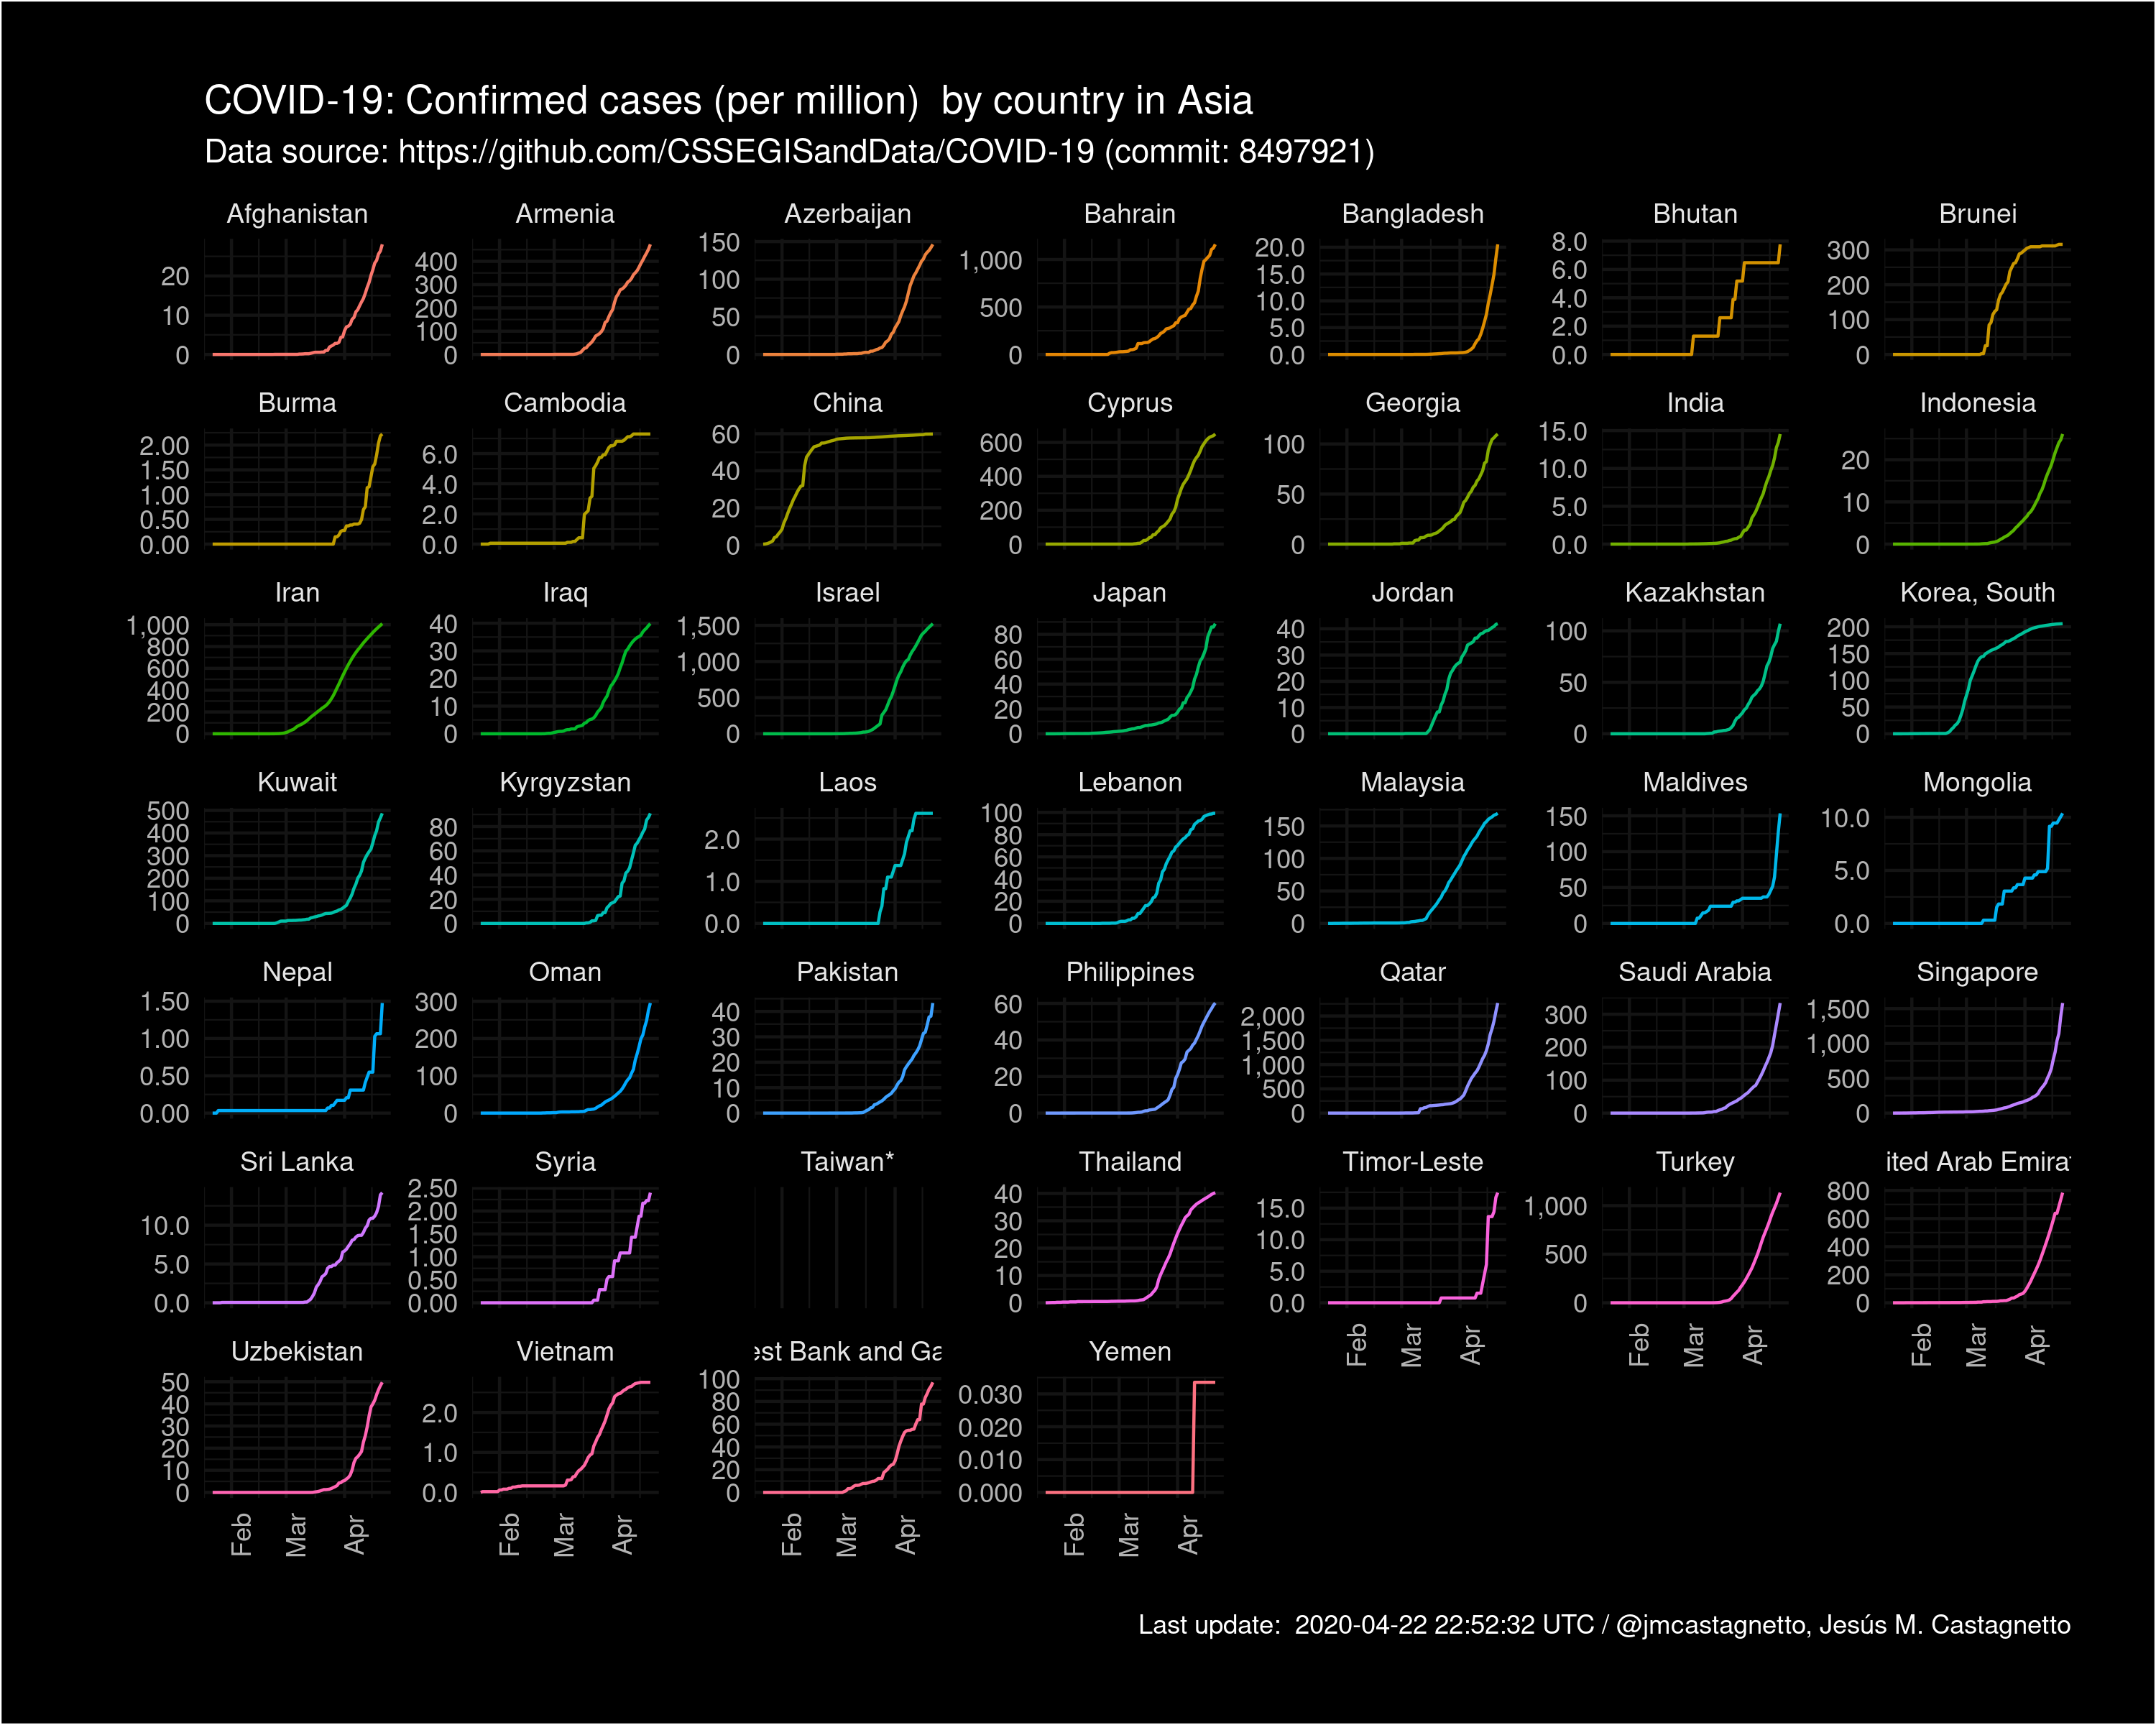 COVID-19: Confirmed cases (per million)  by country in Asia
Data source: https://github.com/CSSEGISandData/COVID-19 (commit: 8497921)
Afghanistan Armenia Azerbaijan Bahrain Bangladesh Bhutan Brunei
20 10 0
400 300 200 100 0
150 100 50 0
1,000 500 0
20.0 15.0 10.0 5.0 0.0
8.0 6.0 4.0 2.0 0.0
300 200 100 0
Burma Cambodia China Cyprus Georgia India Indonesia
2.00 1.50 1.00 0.50 0.00
6.0 4.0 2.0 0.0
60 40 20 0
600 400 200 0
100 50 0
15.0 10.0 5.0 0.0
20 10 0
Iran Iraq Israel Japan Jordan Kazakhstan Korea, South
1,000 800 600 400 200 0
40 30 20 10 0
1,500 1,000 500 0
80 60 40 20 0
40 30 20 10 0
100 50 0
200 150 100 50 0
Kuwait Kyrgyzstan Laos Lebanon Malaysia Maldives Mongolia
500 400 300 200 100 0
80 60 40 20 0
2.0 1.0 0.0
100 80 60 40 20 0
150 100 50 0
150 100 50 0
10.0 5.0 0.0
Nepal Oman Pakistan Philippines Qatar Saudi Arabia Singapore
1.50 1.00 0.50 0.00
300 200 100 0
40 30 20 10 0
60 40 20 0
2,000 1,500 1,000 500 0
300 200 100 0
1,500 1,000 500 0
Sri Lanka Syria Taiwan* Thailand Timor-Leste Turkey ited Arab Emira
10.0 5.0 0.0
2.50 2.00 1.50 1.00 0.50 0.00
40 30 20 10 0
15.0 10.0 5.0 0.0
1,000 500 0
800 600 400 200 0
Feb Mar Apr Feb Mar Apr Feb Mar Apr
Uzbekistan Vietnam est Bank and Ga Yemen
50 40 30 20 10 0
2.0 1.0 0.0
100 80 60 40 20 0
0.030 0.020 0.010 0.000
Feb Mar Apr Feb Mar Apr Feb Mar Apr Feb Mar Apr
Last update:  2020-04-22 22:52:32 UTC / @jmcastagnetto, Jesús M. Castagnetto